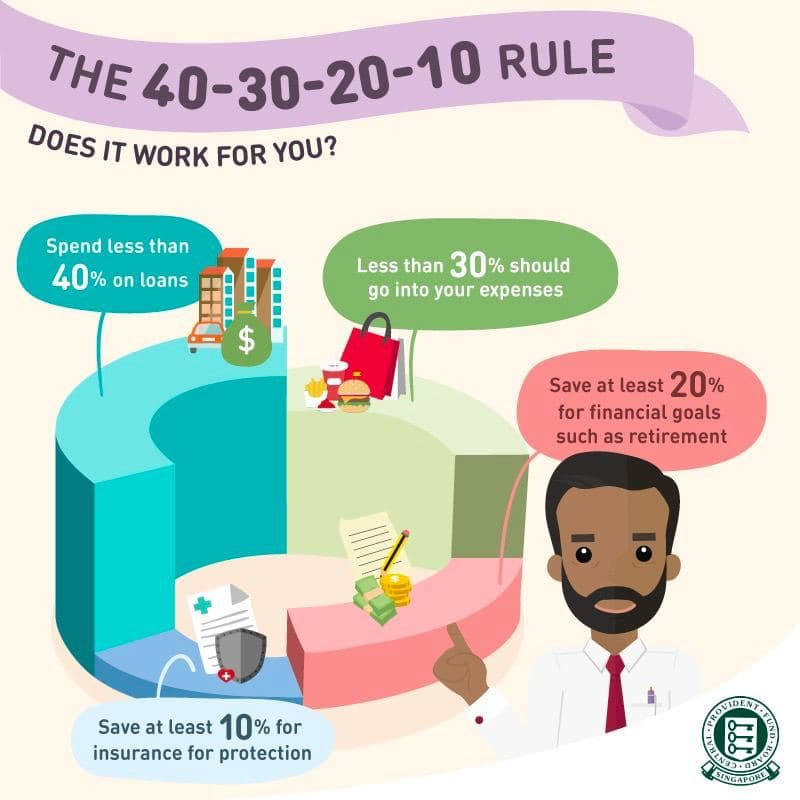 THE 40-30-20-10 RULE
DOES IT WORK FOR YOU?
Spend less than
40% on loans
Less than 30% should
go into your expenses
Save at least 20%
for financial goals
such as retirement
$
$
Save at least 10% for
insurance for protection
CENTRAL · PROVIDENT · FUND · BOARD
SINGAPORE